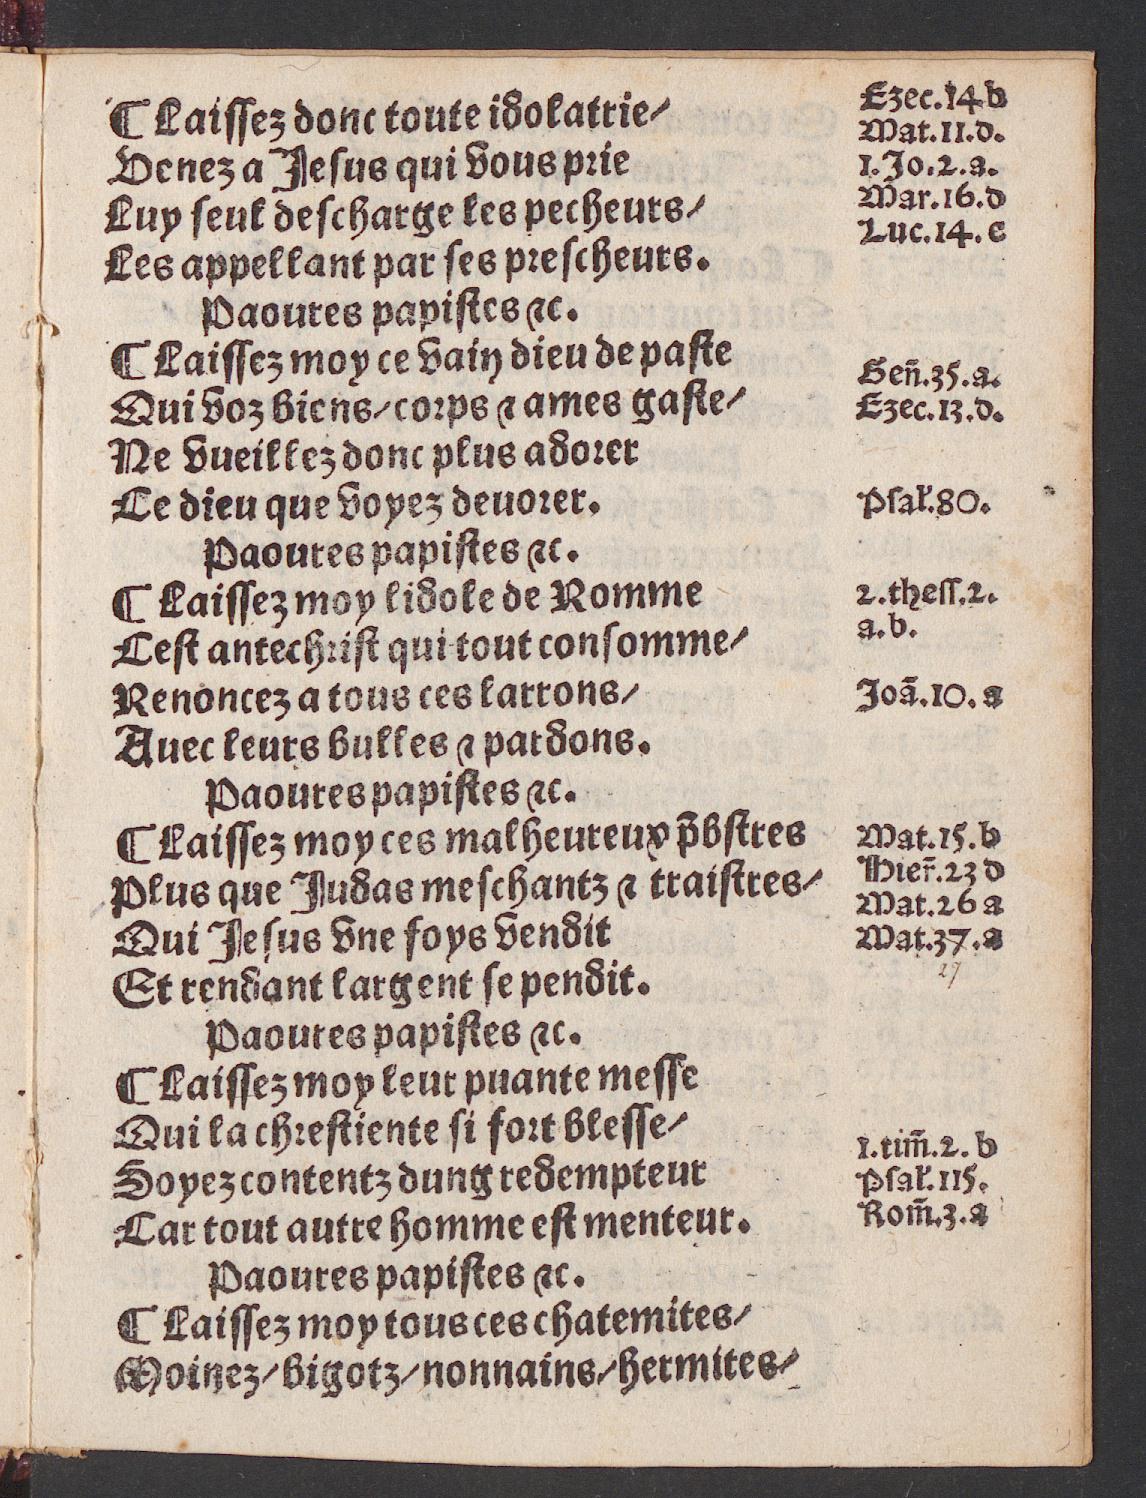 ¶ Laissez donc toute idolatrie/
Venez a Jesus qui vous prie
Luy seul descharge les pecheurs/
Les appellant par ses prescheurs.
Paoures papistes ⁊c.
¶ Laissez moy ce vain dieu de paste
Qui voz biens/ corps ⁊ ames gaste/
Ne vueillez donc plus adorer
Ce dieu que voyez deuorer.
Paoures papistes ⁊c.
¶ Laissez moy lidole de Romme
Cest antechrist qui tout consomme/
Renoncez a tous ces larrons/
Auec leurs bulles ⁊ pardons.
Paoures papistes ⁊c.
¶ Laissez moy ces malheureux p̄bstres
Plus que Judas meschantz ⁊ traistres/
Qui Jesus vne foys vendit
Et rendant largent se pendit.
Paoures papistes ⁊c.
¶ Laissez moy leur puante messe
Qui la chrestiente si fort blesse/
Soyez contentz dung redempteur
Car tout autre homme est menteur.
Paoures papistes ⁊c.
¶ Laissez moy tous ces chatemites/
Moinez/ bigotz/ nonnains/ hermites/
Ezec.14 b
Mat.11.d.
1.Jo.2.a.
Mar.16.d
Luc.14.c
Gen̄.35.a.
Ezec.13.d.
Psal̄.80.
2.thess.2.
a.b.
Joā.10.a
Mat.15.b
Hier̄.23 d
Mat.26 a
Mat.37.a
27
1.tim̄.2.b
Psal̄.115.
Rom̄.3.a